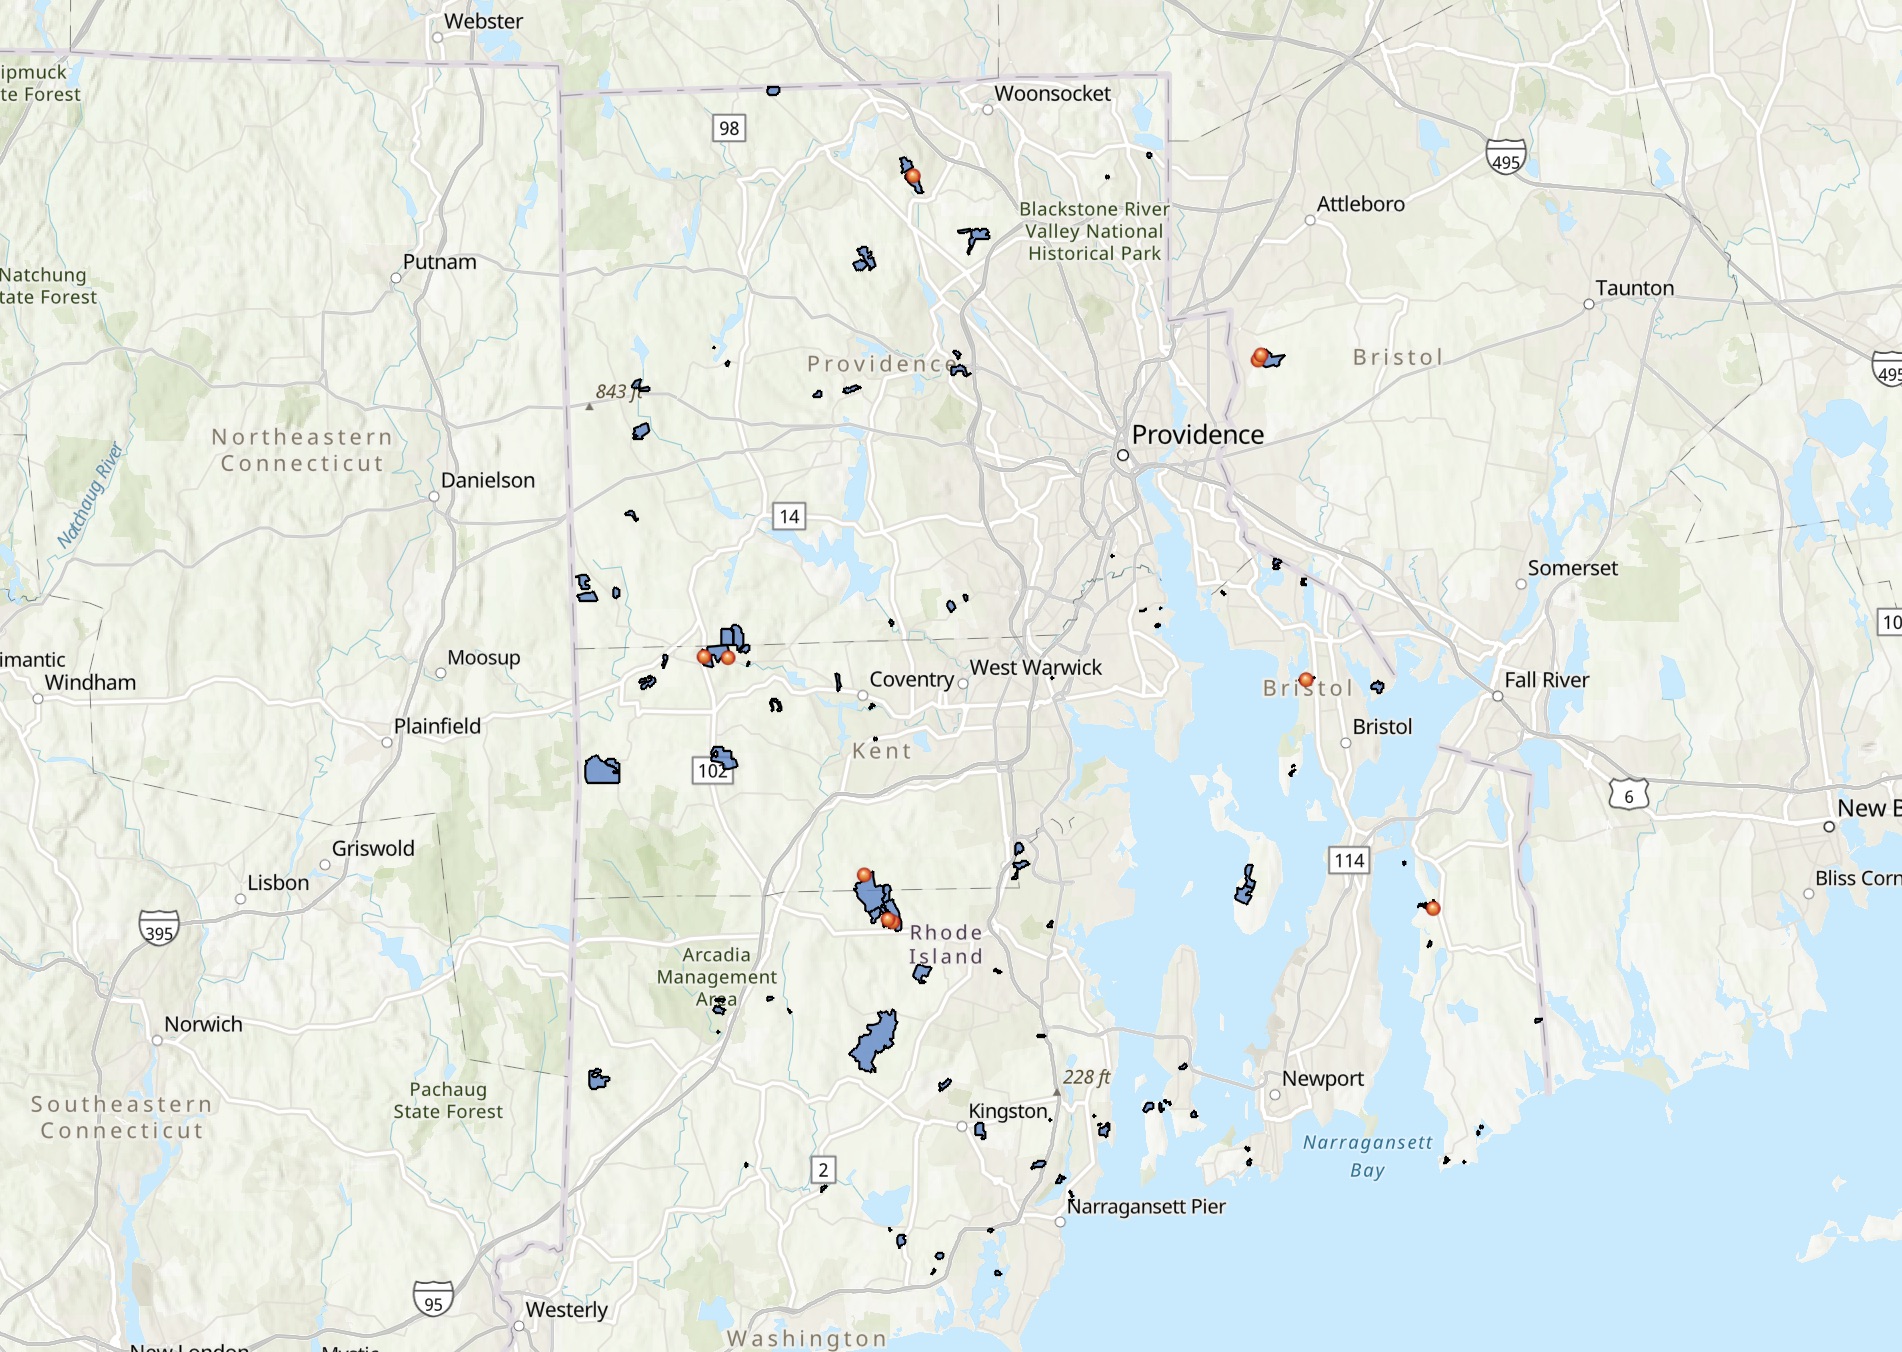 Webster
ipmuck
te Forest
Woonsocket
98
495
Attleboro
Blackstone River
Valley National
Historical Park
Putnam
Natchung
tate Forest
Taunton
Providence
Bristol
495
843 ft
Northeastern
Connecticut
Providence
Natchaug River
Danielson
14
Somerset
10
imantic
Windham
Moosup
Coventry
West Warwick
Bristol
Fall River
Plainfield
Bristol
Kent
102
6
New B
Griswold
Lisbon
114
Bliss Corn
395
Rhode
Island
Arcadia
Management
Area
Norwich
228 ft
Newport
Pachaug
State Forest
Southeastern
Connecticut
Kingston
Narragansett
Bay
2
Narragansett Pier
95
Westerly
Washington
New London
Mystic